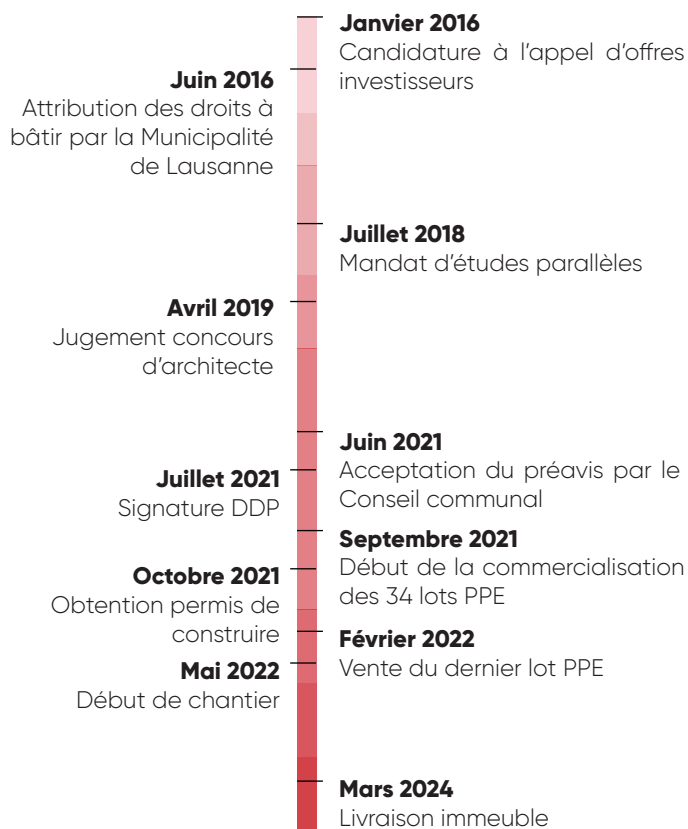 Janvier 2016
Candidature à l'appel d'offres
investisseurs
Juin 2016
Attribution des droits à
bâtir par la Municipalité
de Lausanne
Juillet 2018
Mandat d'études parallèles
Avril 2019
Jugement concours
d'architecte
Juin 2021
Acceptation du préavis par le
Conseil communal
Juillet 2021
Signature DDP
Septembre 2021
Début de la commercialisation
des 34 lots PPE
Octobre 2021
Obtention permis de
construire
Février 2022
Vente du dernier lot PPE
Mai 2022
Début de chantier
Mars 2024
Livraison immeuble